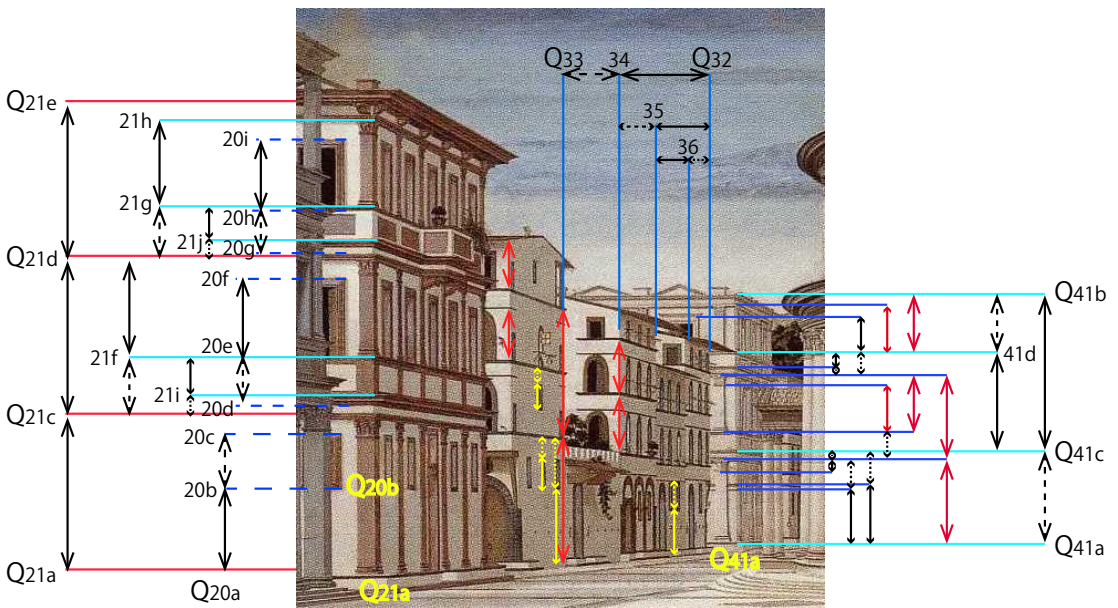 Q33 34 Q32
Q21e
21h
20i
35
36
21g
20h
21j
20g
Q21d
20f
Q41b
21f
20e
41d
21i
20d
Q21c
20c
Q41c
20b
Q20b
Q41a
Q41a
Q21a
Q20a
Q21a